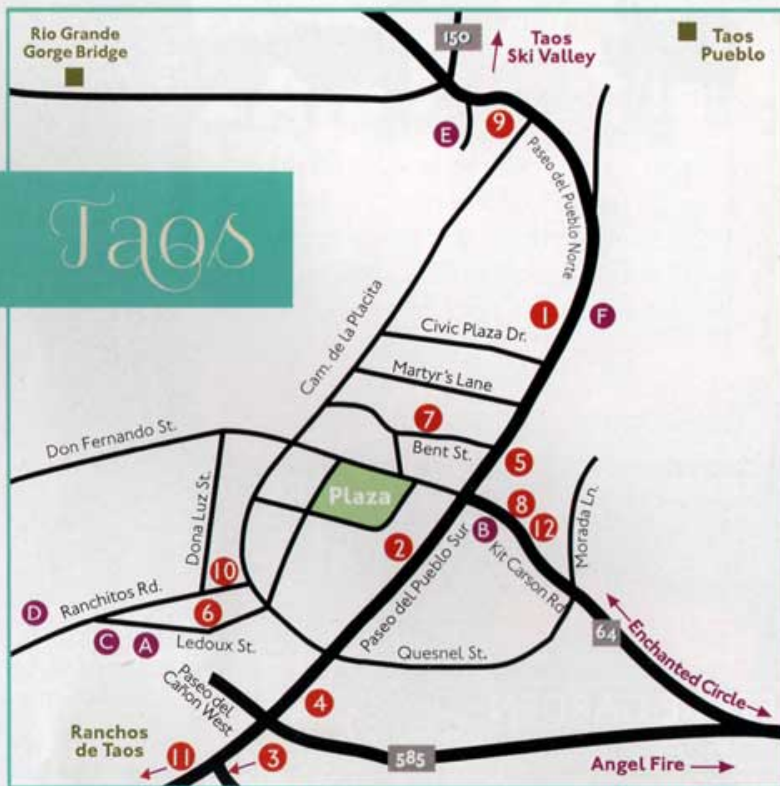 Rio Grande
Gorge Bridge
150
Taos
Ski Valley
Taos
Pueblo
E
9
Paseo del Pueblo Norte
Taos
Cam. de la Placita
1
F
Civic Plaza Dr.
Martyr's Lane
7
Don Fernando St.
Bent St.
5
Plaza
8
B
12
Dona Luz St.
2
Paseo del Pueblo Sur
Kit Carson Rd
Morada Ln.
10
D
Ranchitos Rd.
6
C
A
Ledoux St.
Quesnel St.
64
Enchanted Circle
Paseo del
Cañon West
4
Ranchos
de Taos
11
3
585
Angel Fire